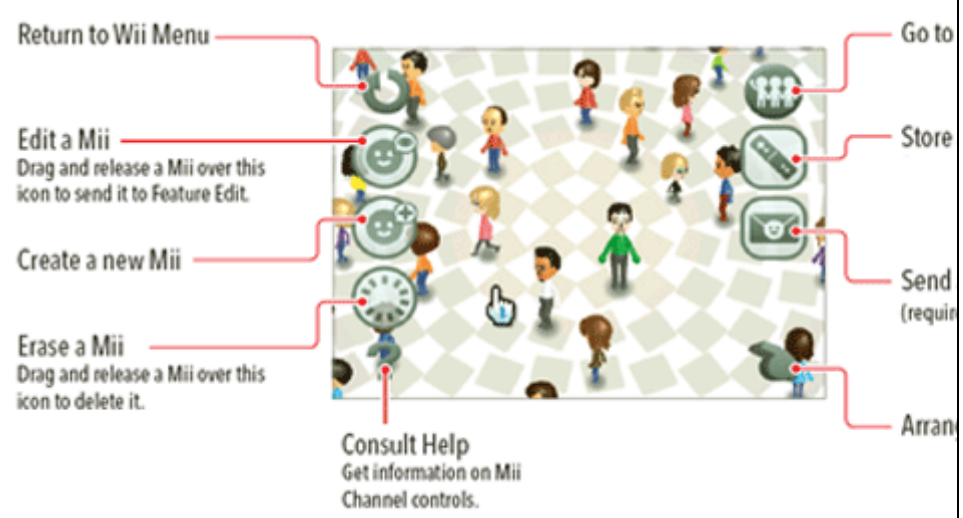 Return to Wii Menu
Edit a Mii
Drag and release a Mii over this
icon to send it to Feature Edit.
Create a new Mii
Erase a Mii
Drag and release a Mii over this
icon to delete it.
Consult Help
Get information on Mii
Channel controls.
Go to
Store
Send